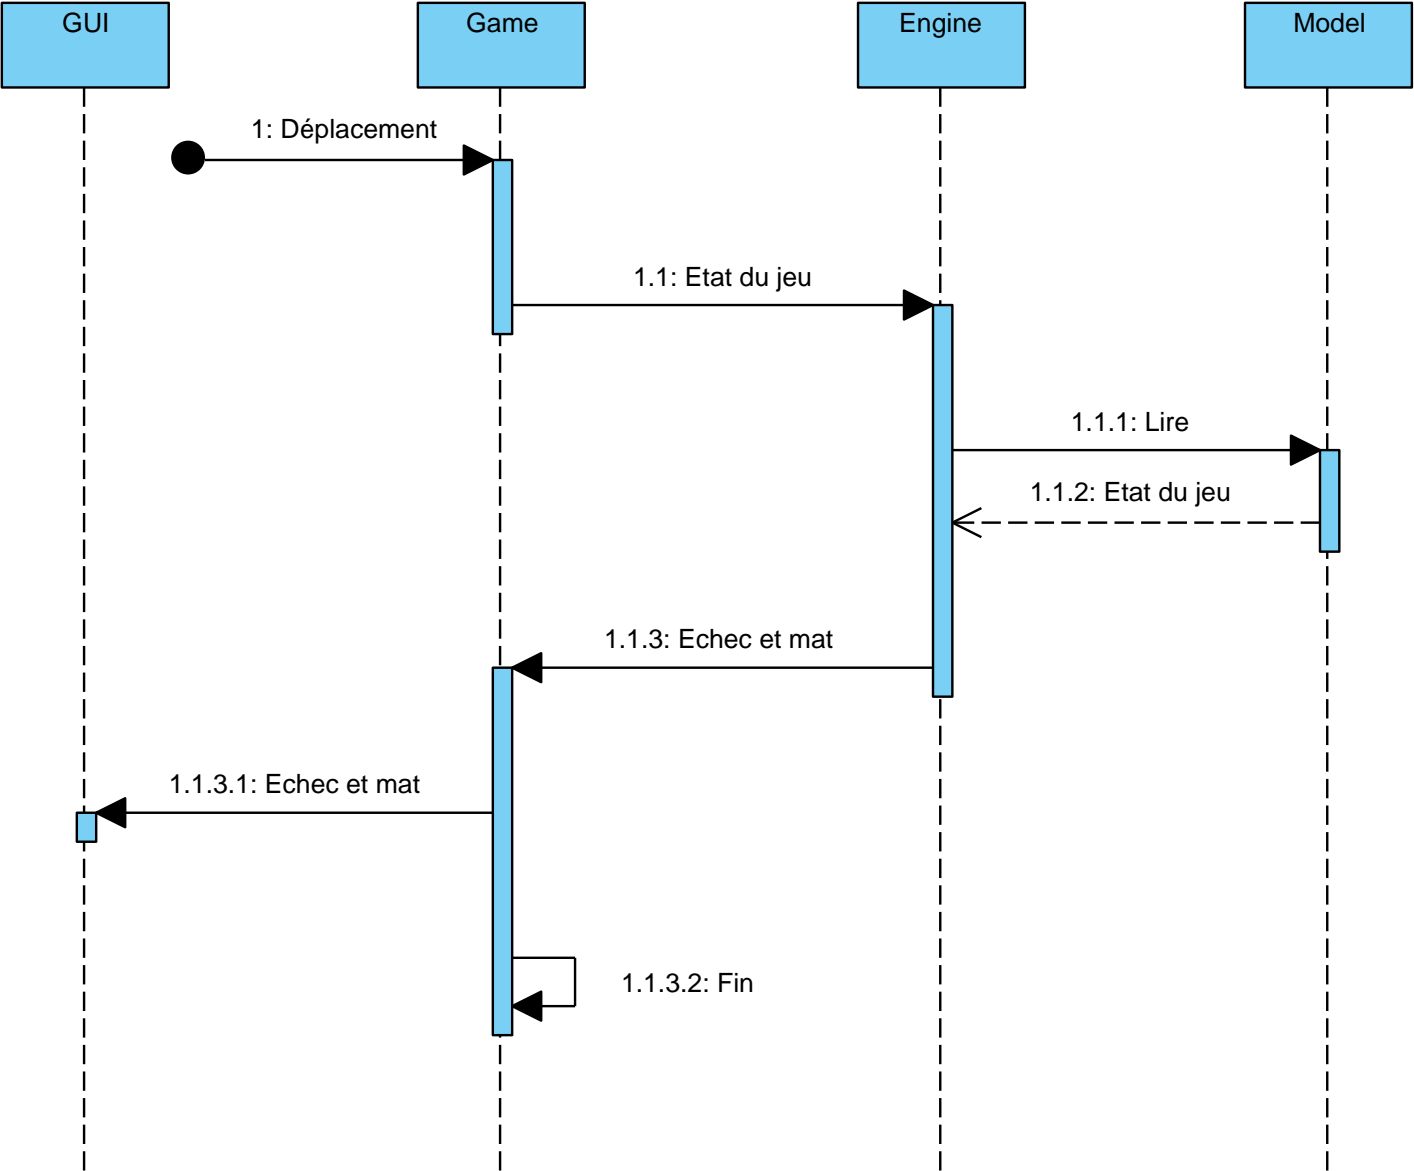 GUI
Game
Engine
Model
1: Déplacement
1.1: Etat du jeu
1.1.1: Lire
1.1.2: Etat du jeu
1.1.3: Echec et mat
1.1.3.1: Echec et mat
1.1.3.2: Fin